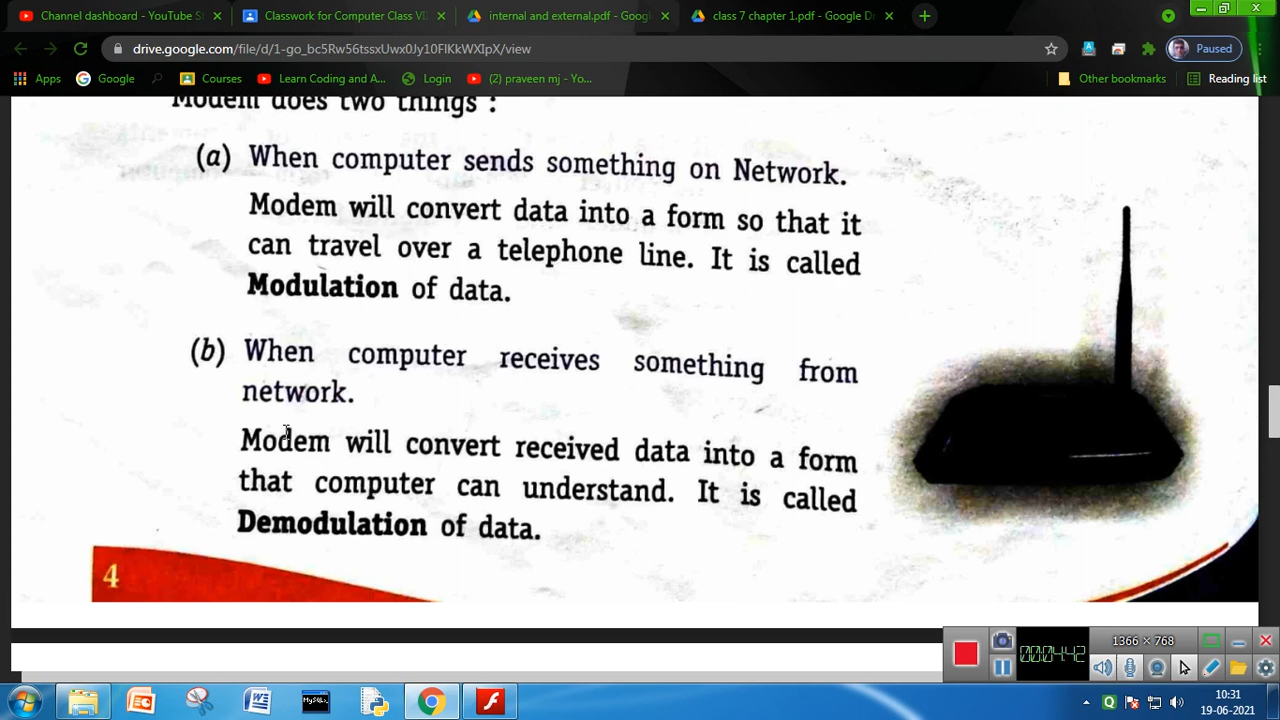 Channel dashboard - YouTube S
Classwork for Computer Class VI
internal and external.pdf - Goog
class 7 chapter 1.pdf - Google D
drive.google.com/file/d/1-go_bc5Rw56tssxUwx0Jy10FlKkWXIpX/view
Paused
Apps
Google
Courses
Learn Coding and A...
Login
(2) praveen mj - Yo...
Other bookmarks
Reading list
Modem does two things :
(a) When computer sends something on Network.
Modem will convert data into a form so that it
can travel over a telephone line. It is called
Modulation of data.
(b) When computer receives something from
network.
Modem will convert received data into a form
that computer can understand. It is called
Demodulation of data.
4
1366 × 768
00:04:42
10:31
19-06-2021